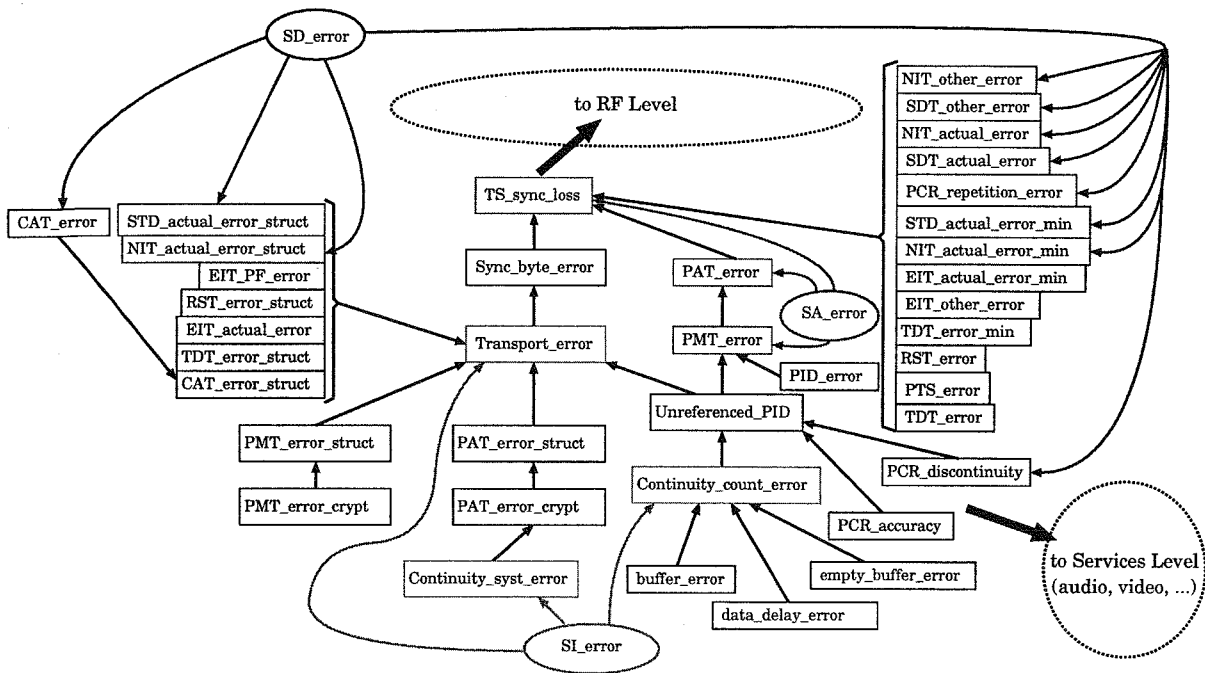 SD_error
to RF Level
NIT_other_error
SDT_other_error
NIT_actual_error
SDT_actual_error
PCR_repetition_error
STD_actual_error_min
NIT_actual_error_min
EIT_actual_error_min
EIT_other_error
TDT_error_min
RST_error
PTS_error
TDT_error
TS_sync_loss
CAT_error
STD_actual_error_struct
NIT_actual_error_struct
EIT_PF_error
RST_error_struct
EIT_actual_error
TDT_error_struct
CAT_error_struct
Sync_byte_error
PAT_error
SA_error
Transport_error
PMT_error
PID_error
Unreferenced_PID
PMT_error_struct
PAT_error_struct
PCR_discontinuity
Continuity_count_error
PMT_error_crypt
PAT_error_crypt
PCR_accuracy
to Services Level
(audio, video, ...)
Continuity_syst_error
buffer_error
empty_buffer_error
data_delay_error
SI_error